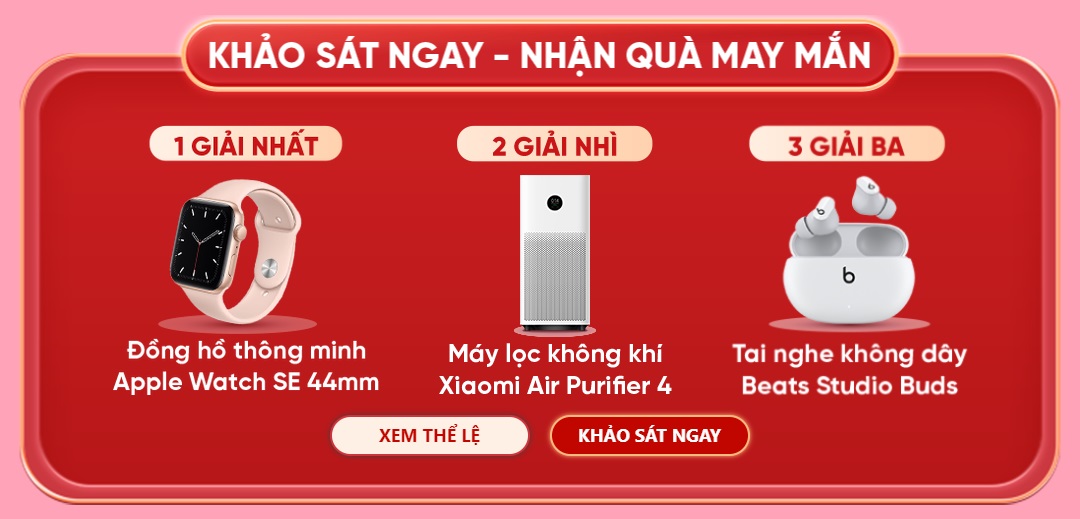 KHẢO SÁT NGAY - NHẬN QUÀ MAY MẮN
1 GIẢI NHẤT
2 GIẢI NHÌ
3 GIẢI BA
Đồng hồ thông minh
Apple Watch SE 44mm
Máy lọc không khí
Xiaomi Air Purifier 4
Tai nghe không dây
Beats Studio Buds
XEM THỂ LỆ
KHẢO SÁT NGAY